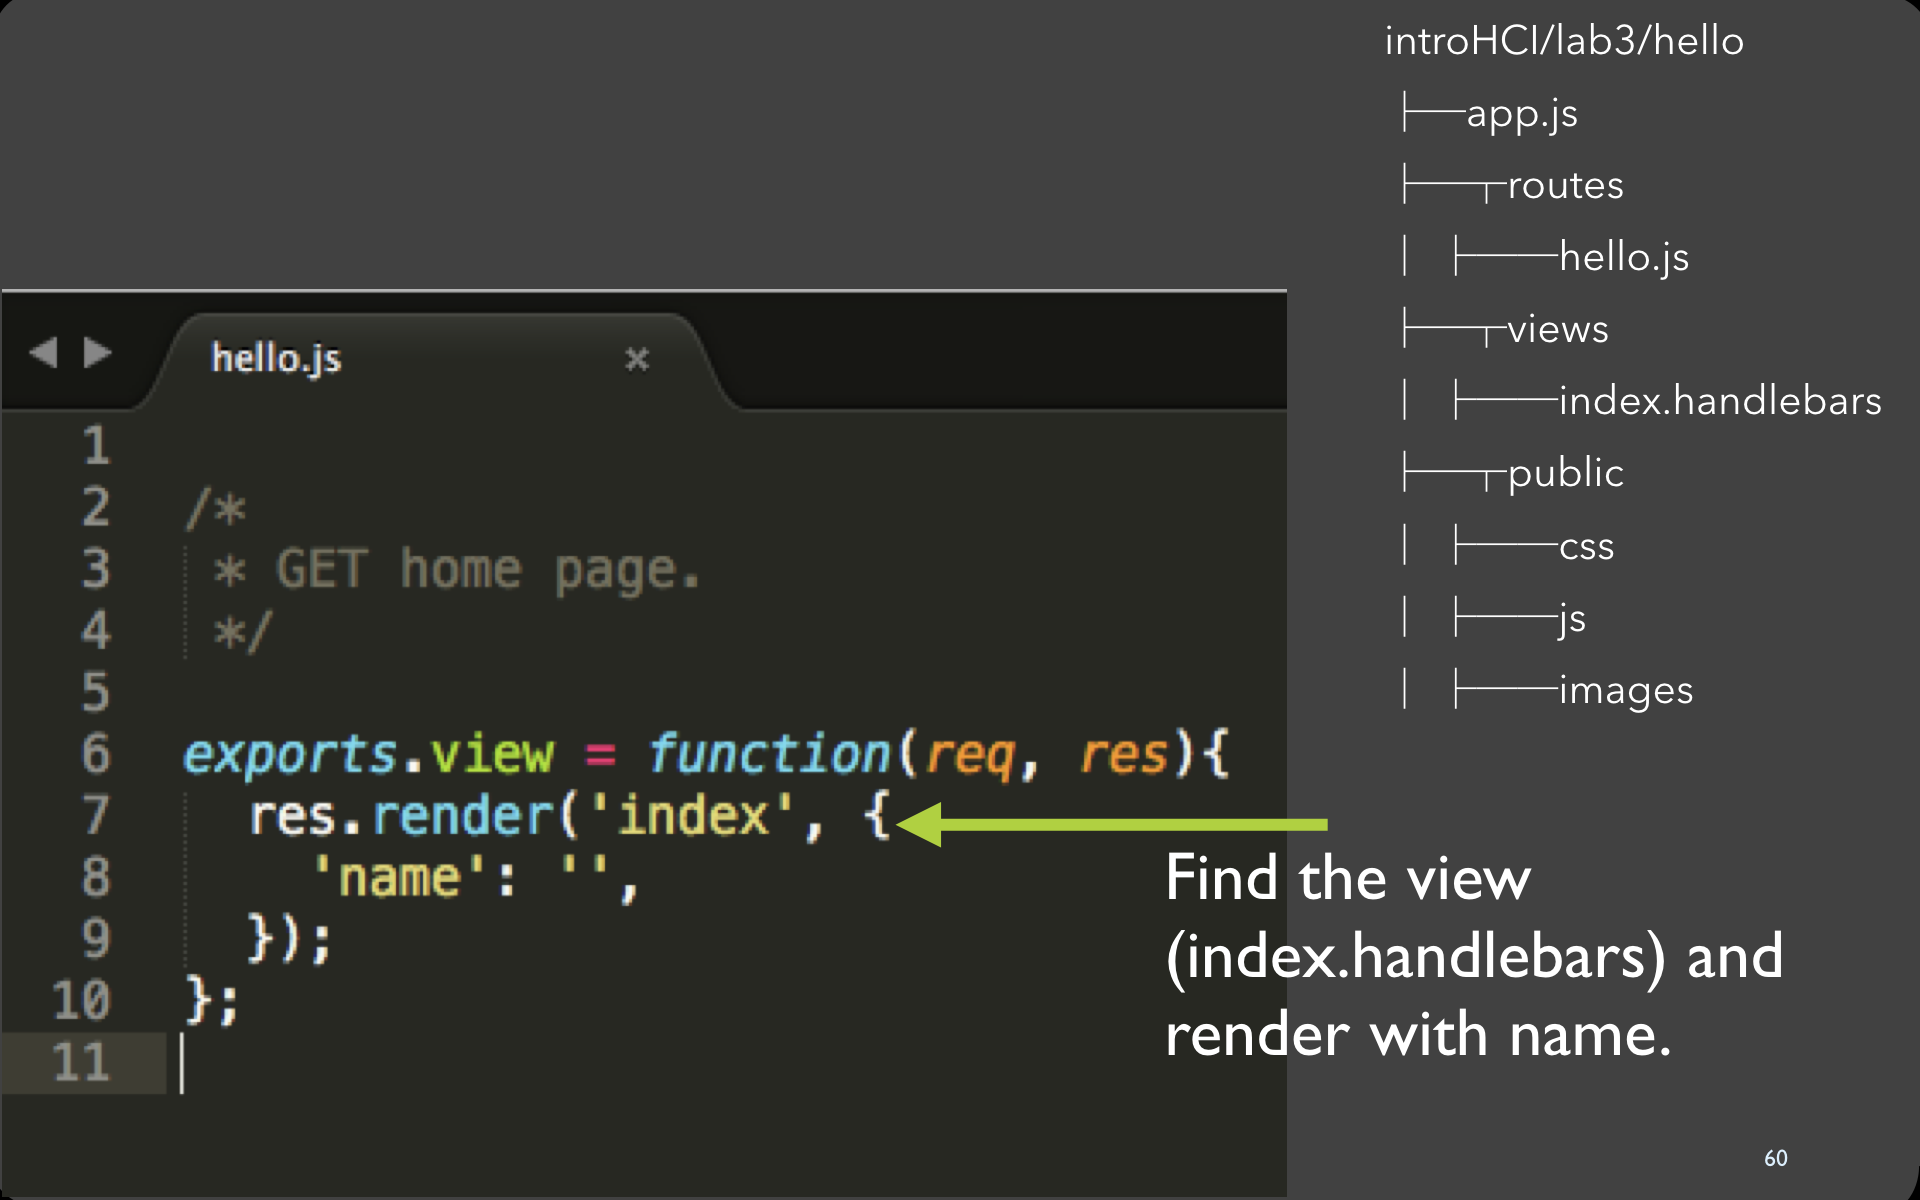 introHCI/lab3/hello
├──app.js
├───┬routes
│ ├────hello.js
├───┬views
│ ├────index.handlebars
├───┬public
│ ├────css
│ ├────js
│ ├────images
hello.js ×
1
2 /*
3  * GET home page.
4  */
5
6 exports.view = function(req, res){
7   res.render('index', {
8     'name': '',
9   });
10 };
11
Find the view
(index.handlebars) and
render with name.
60